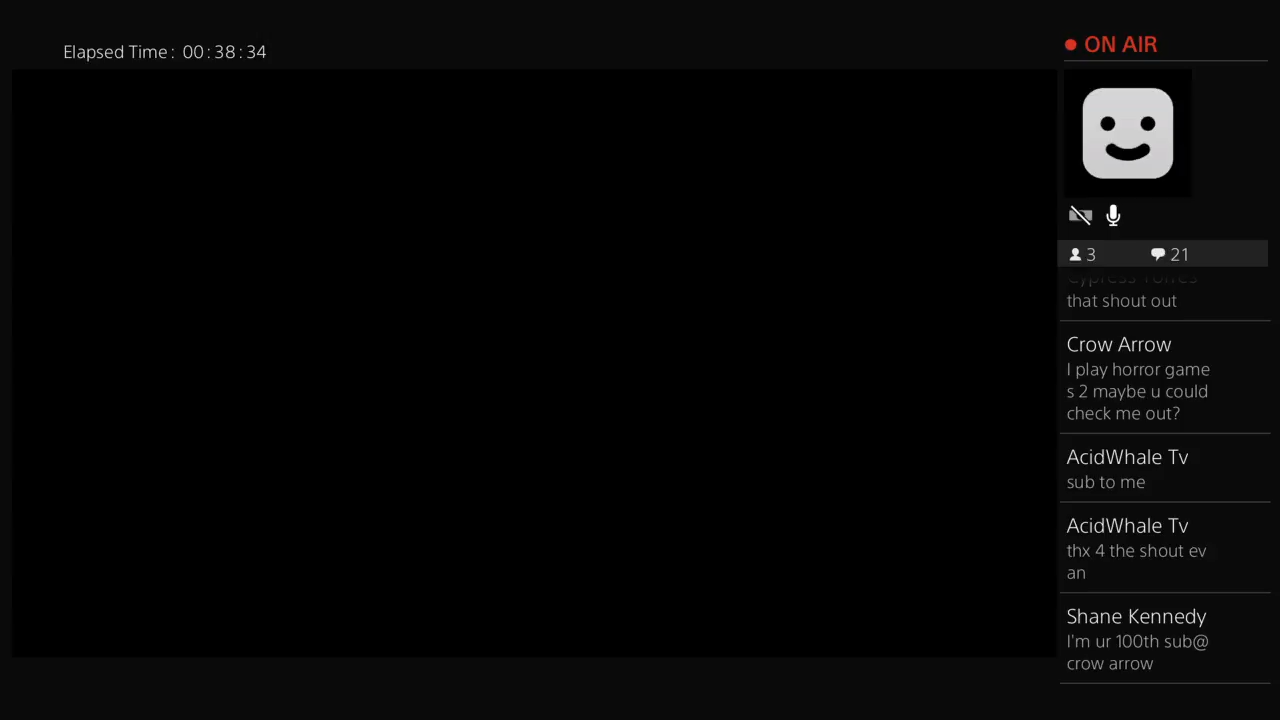 Elapsed Time: 00:38:34
ON AIR
3 21
Cypress Torres
that shout out
Crow Arrow
I play horror game
s 2 maybe u could
check me out?
AcidWhale Tv
sub to me
AcidWhale Tv
thx 4 the shout ev
an
Shane Kennedy
I'm ur 100th sub@
crow arrow